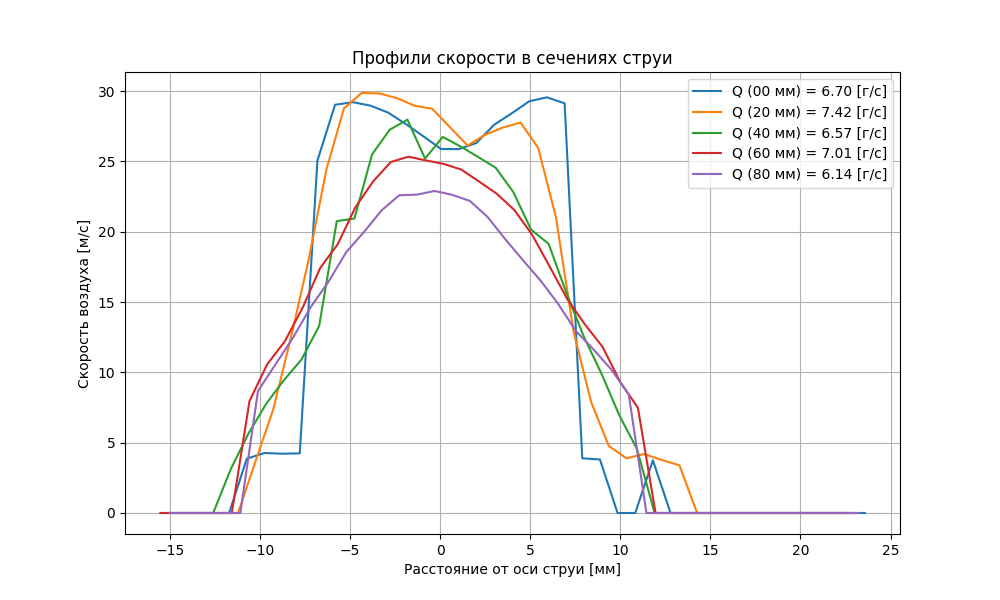 Профили скорости в сечениях струи
Скорость воздуха [м/с]
30
25
20
15
10
5
0
Q (00 мм) = 6.70 [г/с]
Q (20 мм) = 7.42 [г/с]
Q (40 мм) = 6.57 [г/с]
Q (60 мм) = 7.01 [г/с]
Q (80 мм) = 6.14 [г/с]
−15 −10 −5 0 5 10 15 20 25
Расстояние от оси струи [мм]